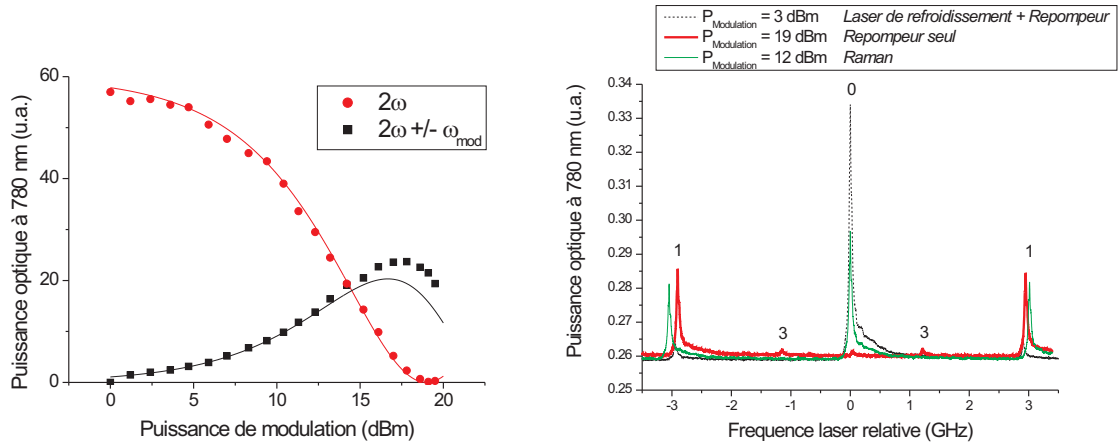 2ω
2ω +/- ω_mod
60
40
20
0
0 5 10 15 20
Puissance optique à 780 nm (u.a.)
Puissance de modulation (dBm)
P_Modulation = 3 dBm Laser de refroidissement + Repompeur
P_Modulation = 19 dBm Repompeur seul
P_Modulation = 12 dBm Raman
0.34
0.33
0.32
0.31
0.30
0.29
0.28
0.27
0.26
0.25
0
1
1
3
3
-3 -2 -1 0 1 2 3
Puissance optique à 780 nm (u.a.)
Frequence laser relative (GHz)